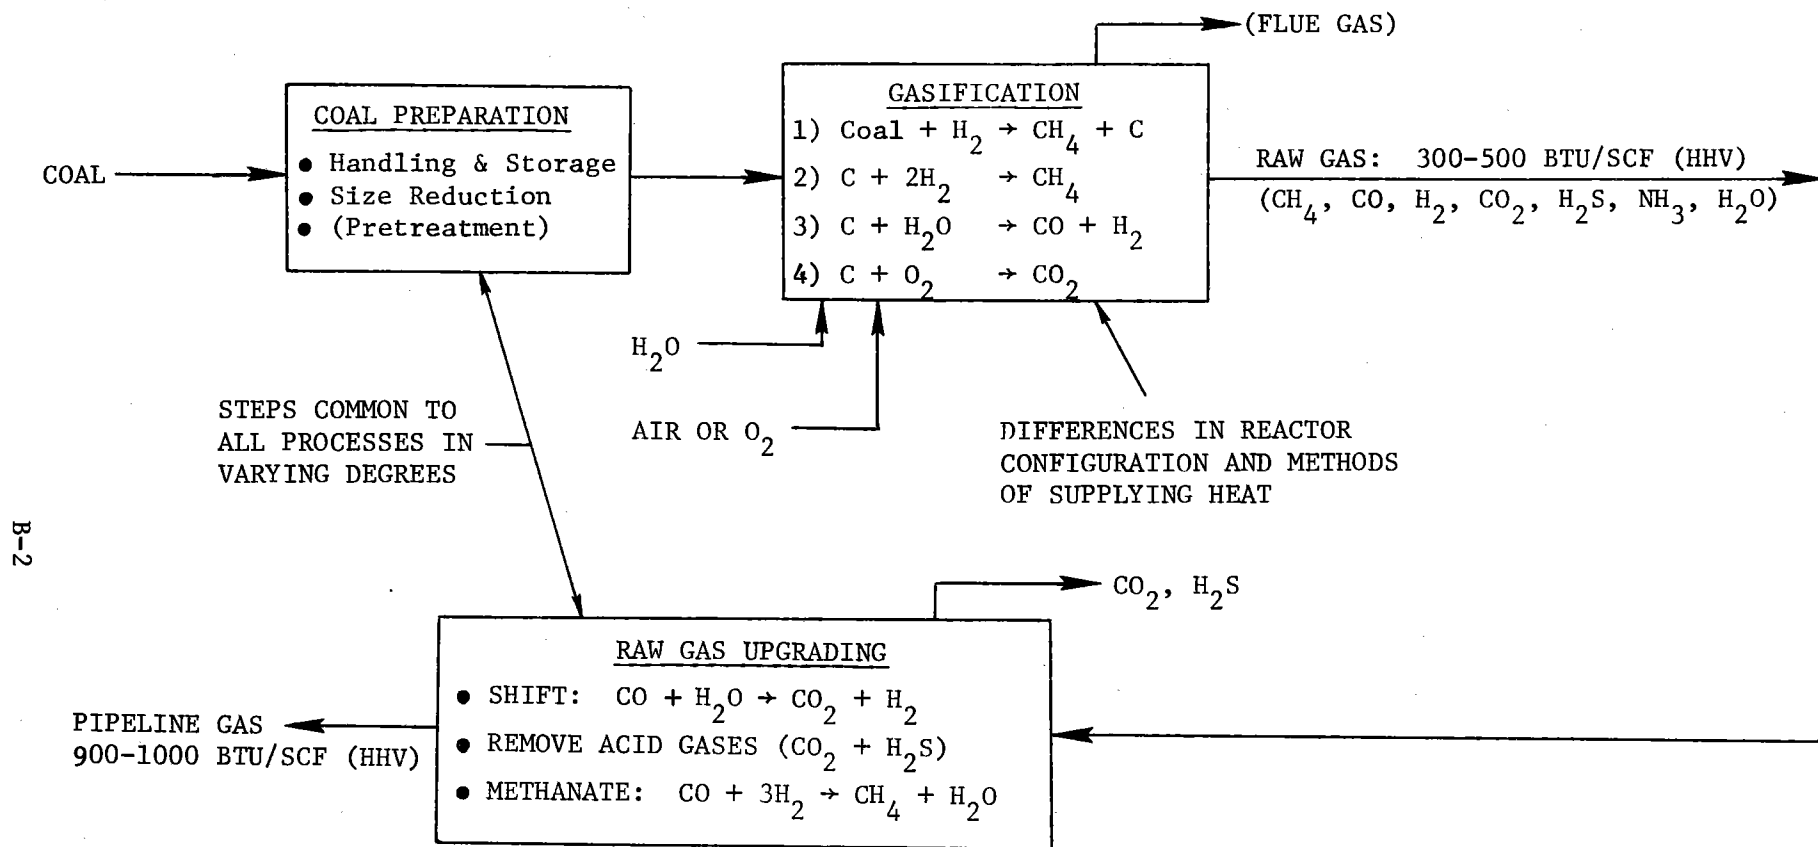 (FLUE GAS)
COAL
COAL PREPARATION
● Handling & Storage
● Size Reduction
● (Pretreatment)
GASIFICATION
1) Coal + H₂ → CH₄ + C
2) C + 2H₂ → CH₄
3) C + H₂O → CO + H₂
4) C + O₂ → CO₂
RAW GAS: 300-500 BTU/SCF (HHV)
(CH₄, CO, H₂, CO₂, H₂S, NH₃, H₂O)
H₂O
AIR OR O₂
STEPS COMMON TO
ALL PROCESSES IN
VARYING DEGREES
DIFFERENCES IN REACTOR
CONFIGURATION AND METHODS
OF SUPPLYING HEAT
B-2
CO₂, H₂S
RAW GAS UPGRADING
● SHIFT: CO + H₂O → CO₂ + H₂
● REMOVE ACID GASES (CO₂ + H₂S)
● METHANATE: CO + 3H₂ → CH₄ + H₂O
PIPELINE GAS
900-1000 BTU/SCF (HHV)